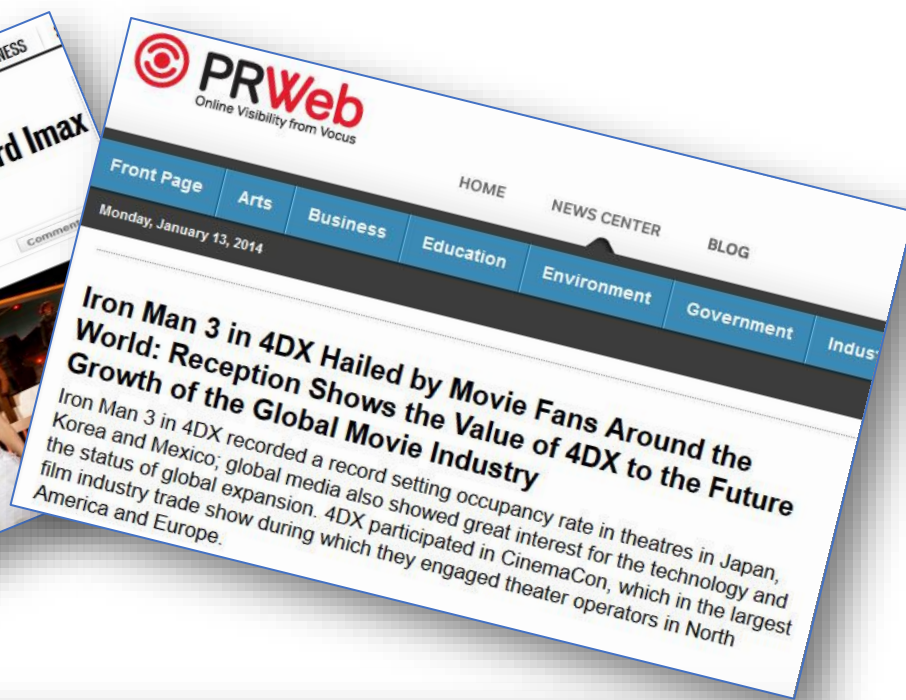 NESS
rd Imax
Comment
PRWeb
Online Visibility from Vocus
HOME
NEWS CENTER
BLOG
Front Page
Arts
Business
Education
Environment
Government
Indus
Monday, January 13, 2014
Iron Man 3 in 4DX Hailed by Movie Fans Around the
World: Reception Shows the Value of 4DX to the Future
Growth of the Global Movie Industry
Iron Man 3 in 4DX recorded a record setting occupancy rate in theatres in Japan,
Korea and Mexico; global media also showed great interest for the technology and
the status of global expansion. 4DX participated in CinemaCon, which in the largest
film industry trade show during which they engaged theater operators in North
America and Europe.